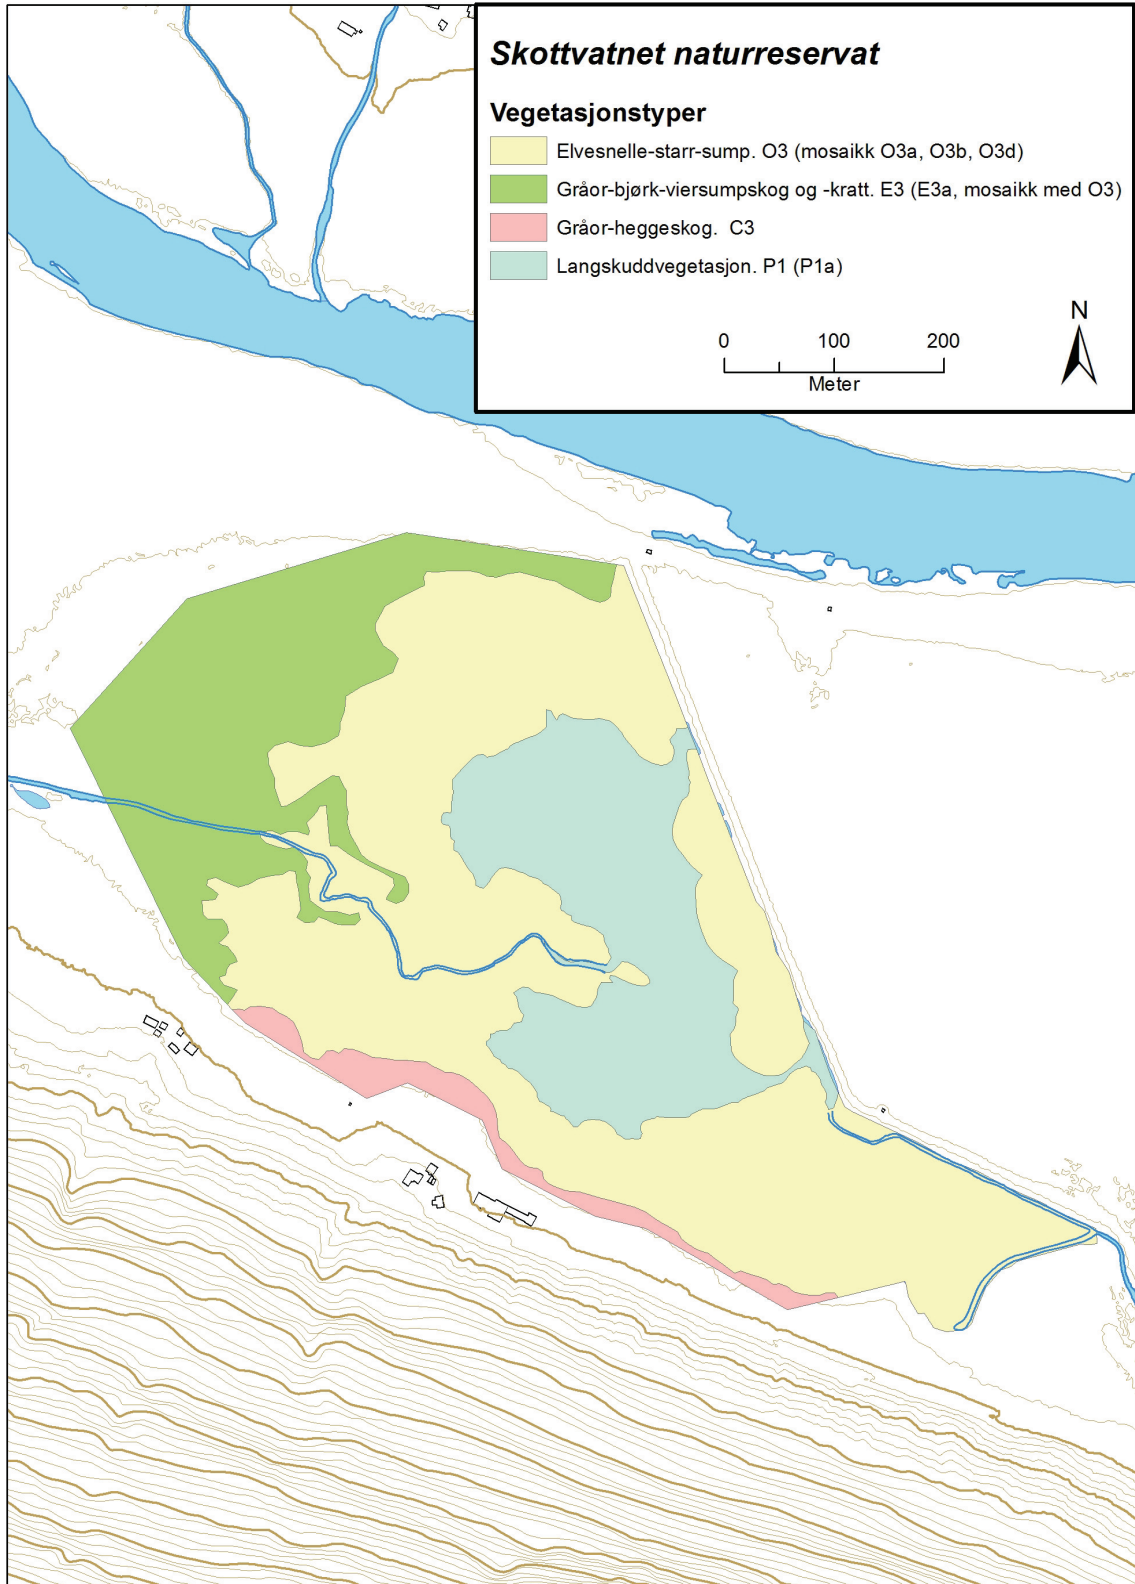 Skottvatnet naturreservat
Vegetasjonstyper
Elvesnelle-starr-sump. O3 (mosaikk O3a, O3b, O3d)
Gråor-bjørk-viersumpskog og -kratt. E3 (E3a, mosaikk med O3)
Gråor-heggeskog. C3
Langskuddvegetasjon. P1 (P1a)
N
0 100 200
Meter